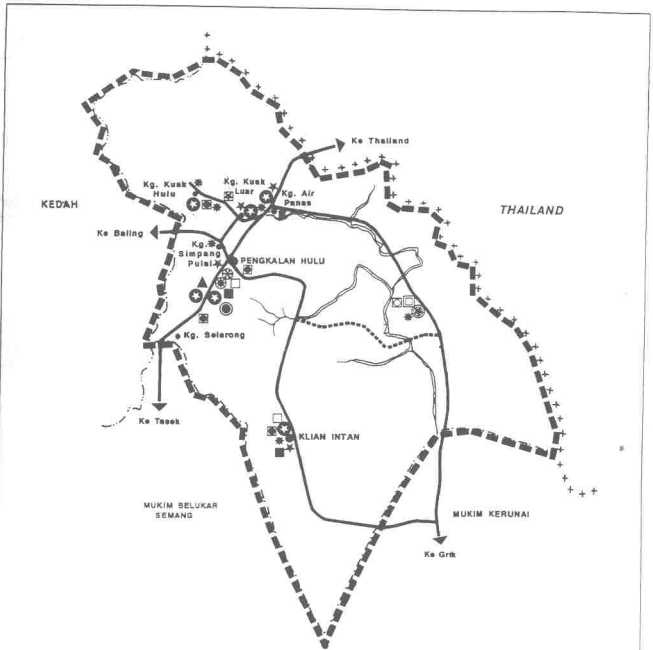 Ke Thailand
Kg. Kuak
Hulu
Kg. Kuak
Luar
Kg. Air
Panas
KEDAH
THAILAND
Ke Baling
Kg.
Simpang
Pulai
PENGKALAN HULU
Kg. Selarong
Ke Tasek
KLIAN INTAN
MUKIM BELUKAR
SEMANG
MUKIM KERUNAI
Ke Grik